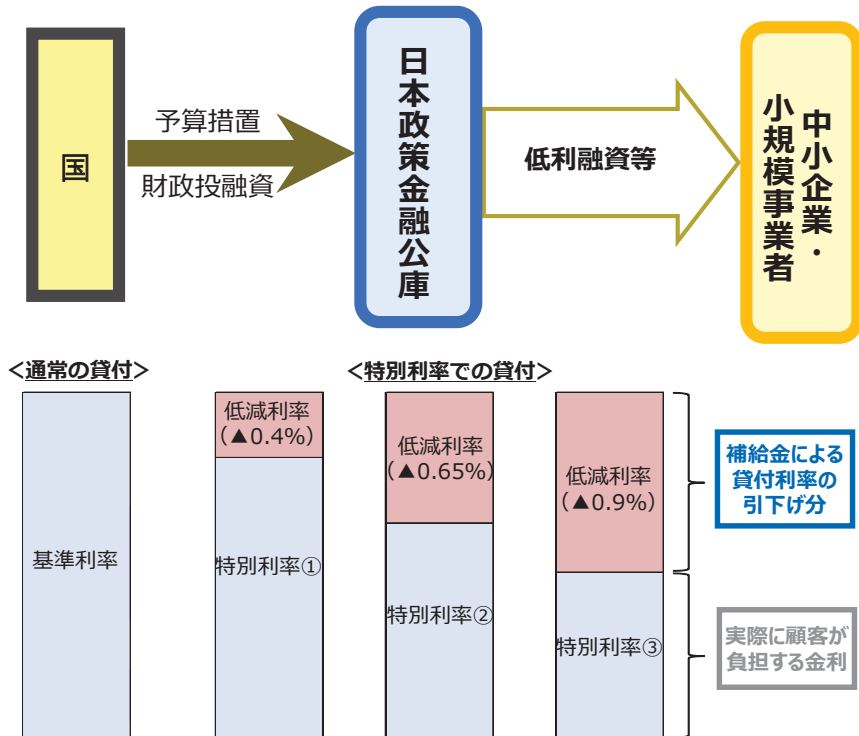 国
予算措置
財政投融資
日本政策金融公庫
低利融資等
中小企業・
小規模事業者
＜通常の貸付＞
＜特別利率での貸付＞
基準利率
低減利率
（▲0.4%）
特別利率①
低減利率
（▲0.65%）
特別利率②
低減利率
（▲0.9%）
特別利率③
補給金による
貸付利率の
引下げ分
実際に顧客が
負担する金利